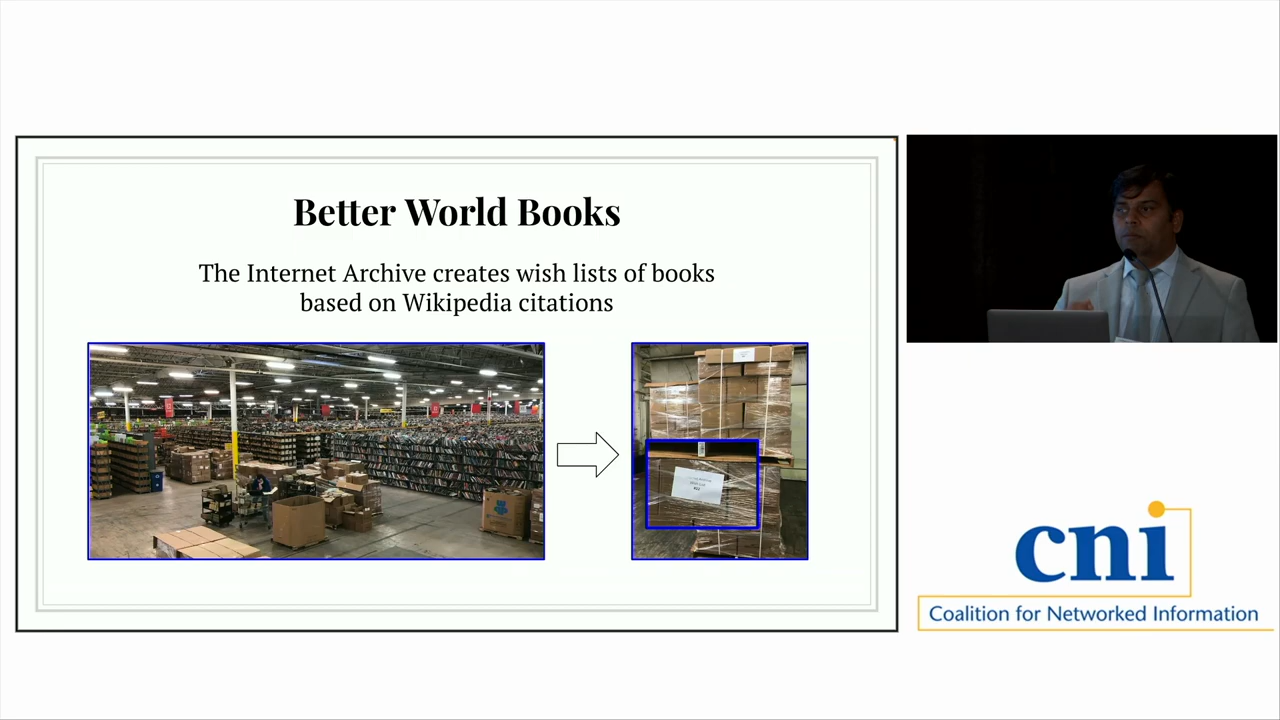 Better World Books
The Internet Archive creates wish lists of books
based on Wikipedia citations
cni
Coalition for Networked Information